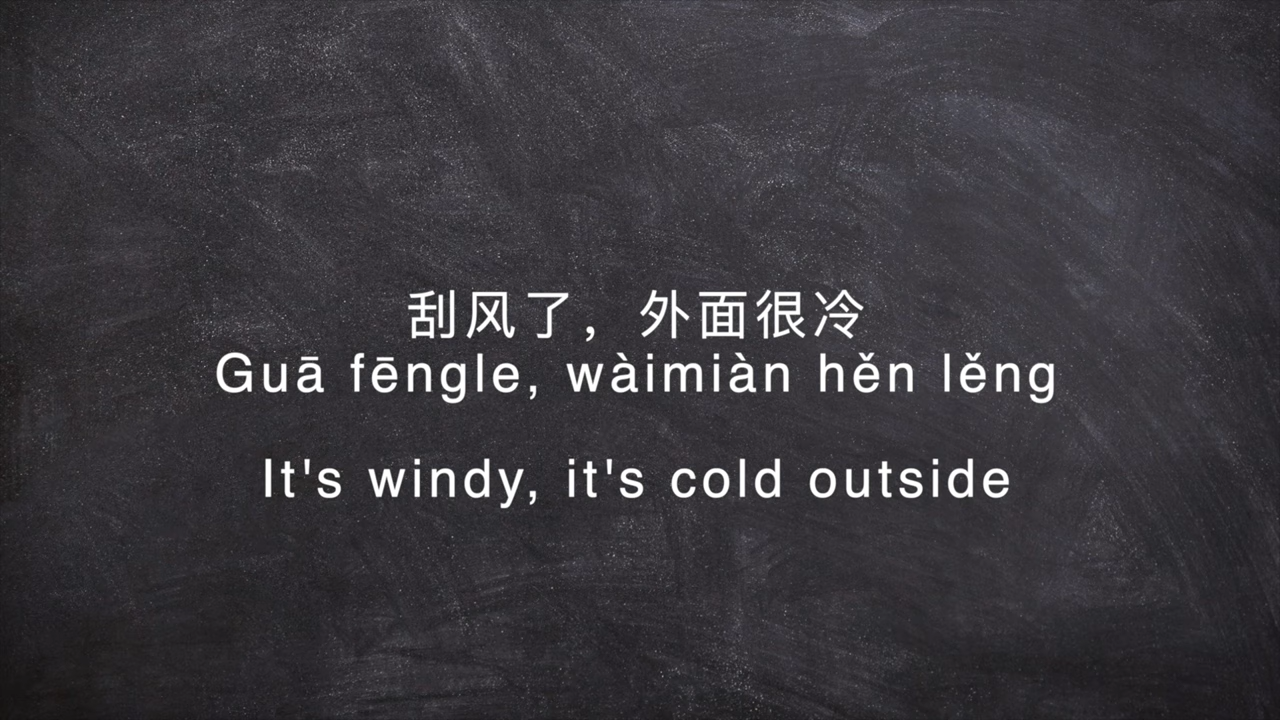 刮风了，外面很冷
Guā fēngle, wàimiàn hěn lěng
It's windy, it's cold outside